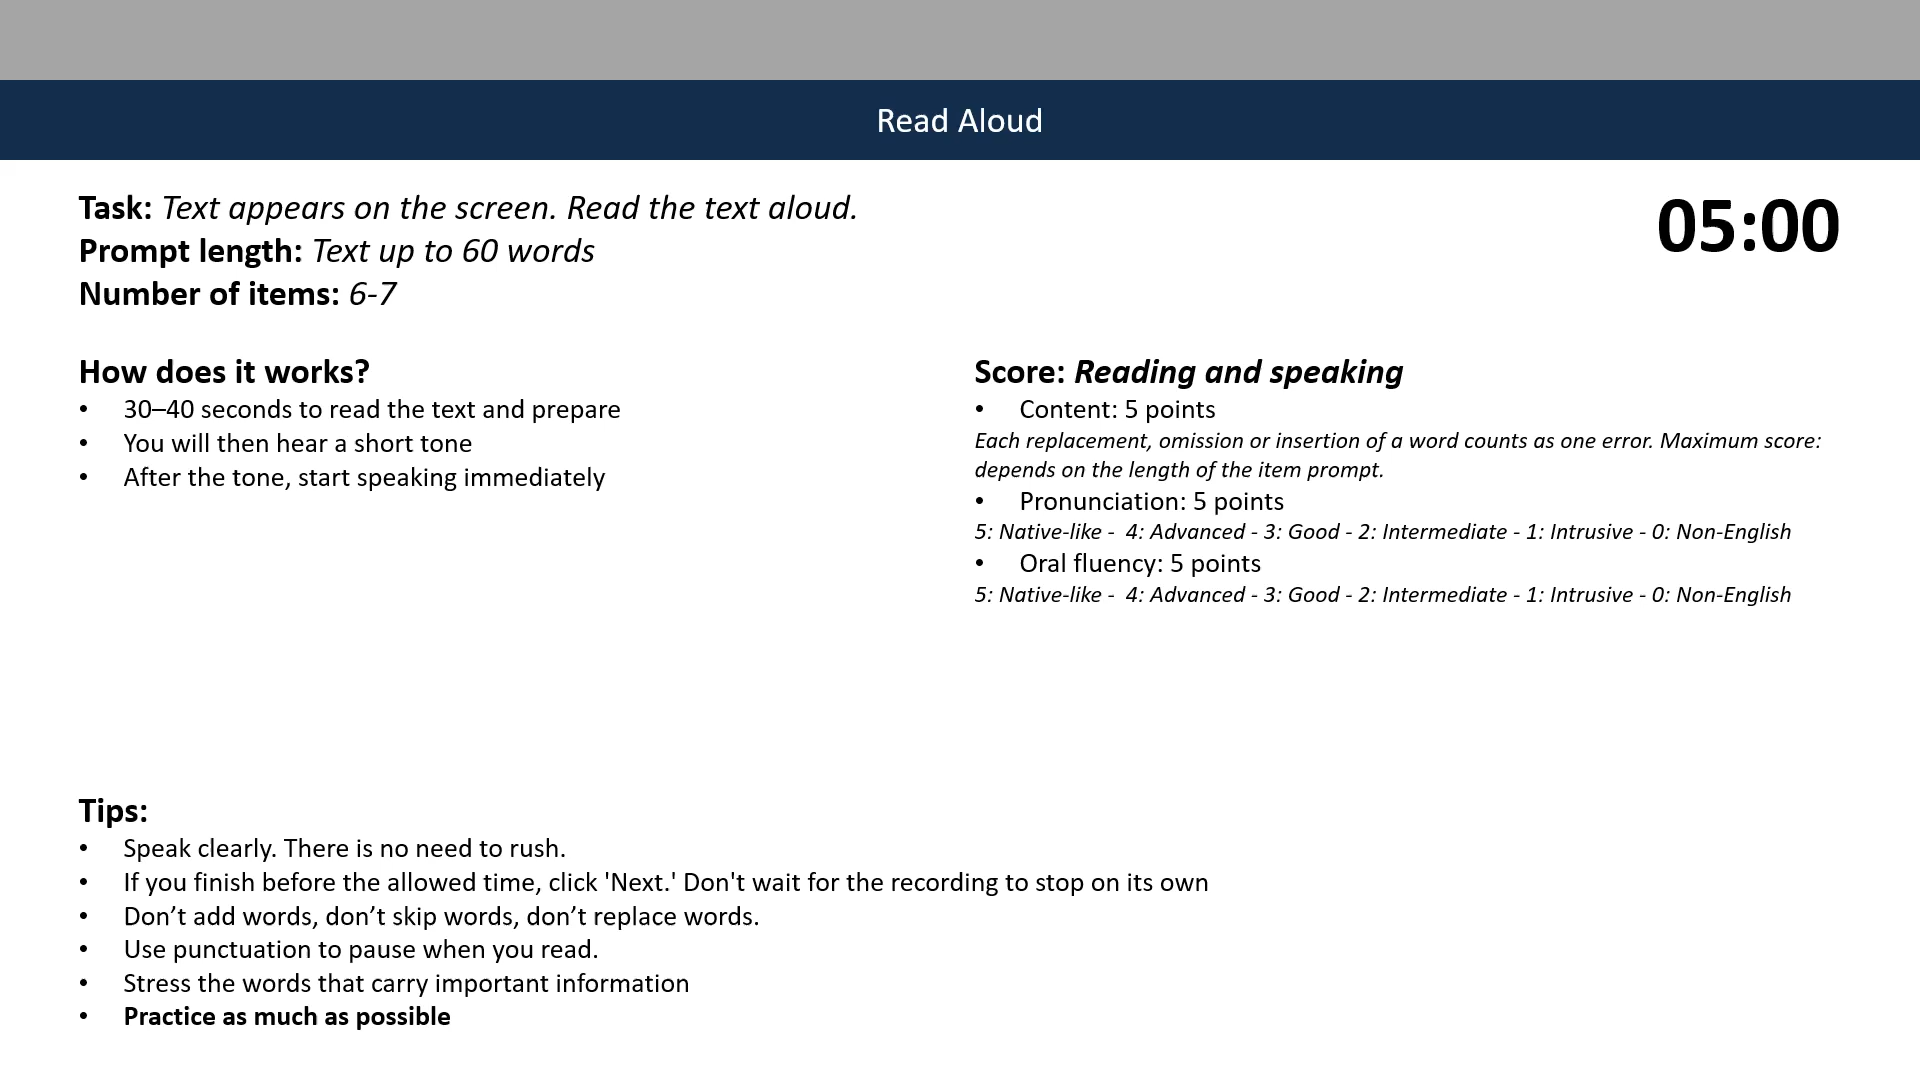 Read Aloud
Task: Text appears on the screen. Read the text aloud.
05:00
Prompt length: Text up to 60 words
Number of items: 6-7
How does it works?
• 30–40 seconds to read the text and prepare
• You will then hear a short tone
• After the tone, start speaking immediately
Score: Reading and speaking
• Content: 5 points
Each replacement, omission or insertion of a word counts as one error. Maximum score:
depends on the length of the item prompt.
• Pronunciation: 5 points
5: Native-like -  4: Advanced - 3: Good - 2: Intermediate - 1: Intrusive - 0: Non-English
• Oral fluency: 5 points
5: Native-like -  4: Advanced - 3: Good - 2: Intermediate - 1: Intrusive - 0: Non-English
Tips:
• Speak clearly. There is no need to rush.
• If you finish before the allowed time, click 'Next.' Don't wait for the recording to stop on its own
• Don’t add words, don’t skip words, don’t replace words.
• Use punctuation to pause when you read.
• Stress the words that carry important information
• Practice as much as possible